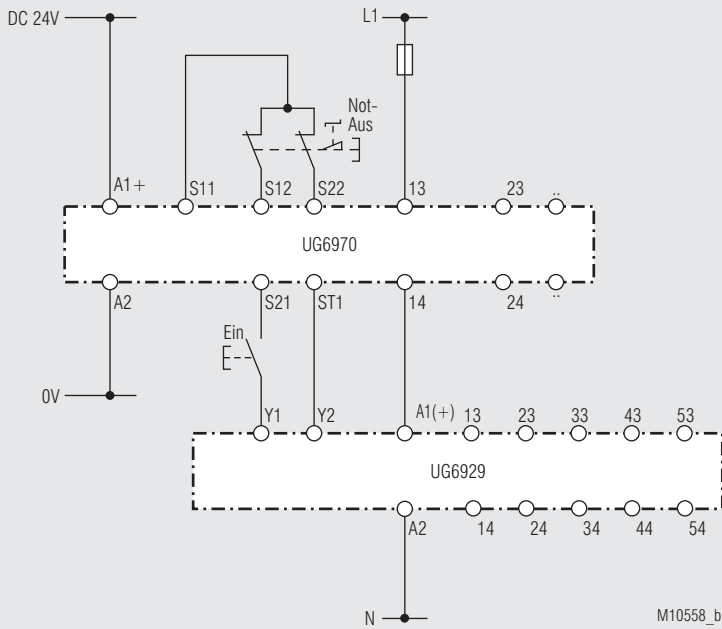 DC 24V
L1
Not-
Aus
A1+ S11 S12 S22 13 23 ..
UG6970
A2 S21 ST1 14 24 ..
Ein
0V
Y1 Y2 A1(+) 13 23 33 43 53
UG6929
A2 14 24 34 44 54
N
M10558_b